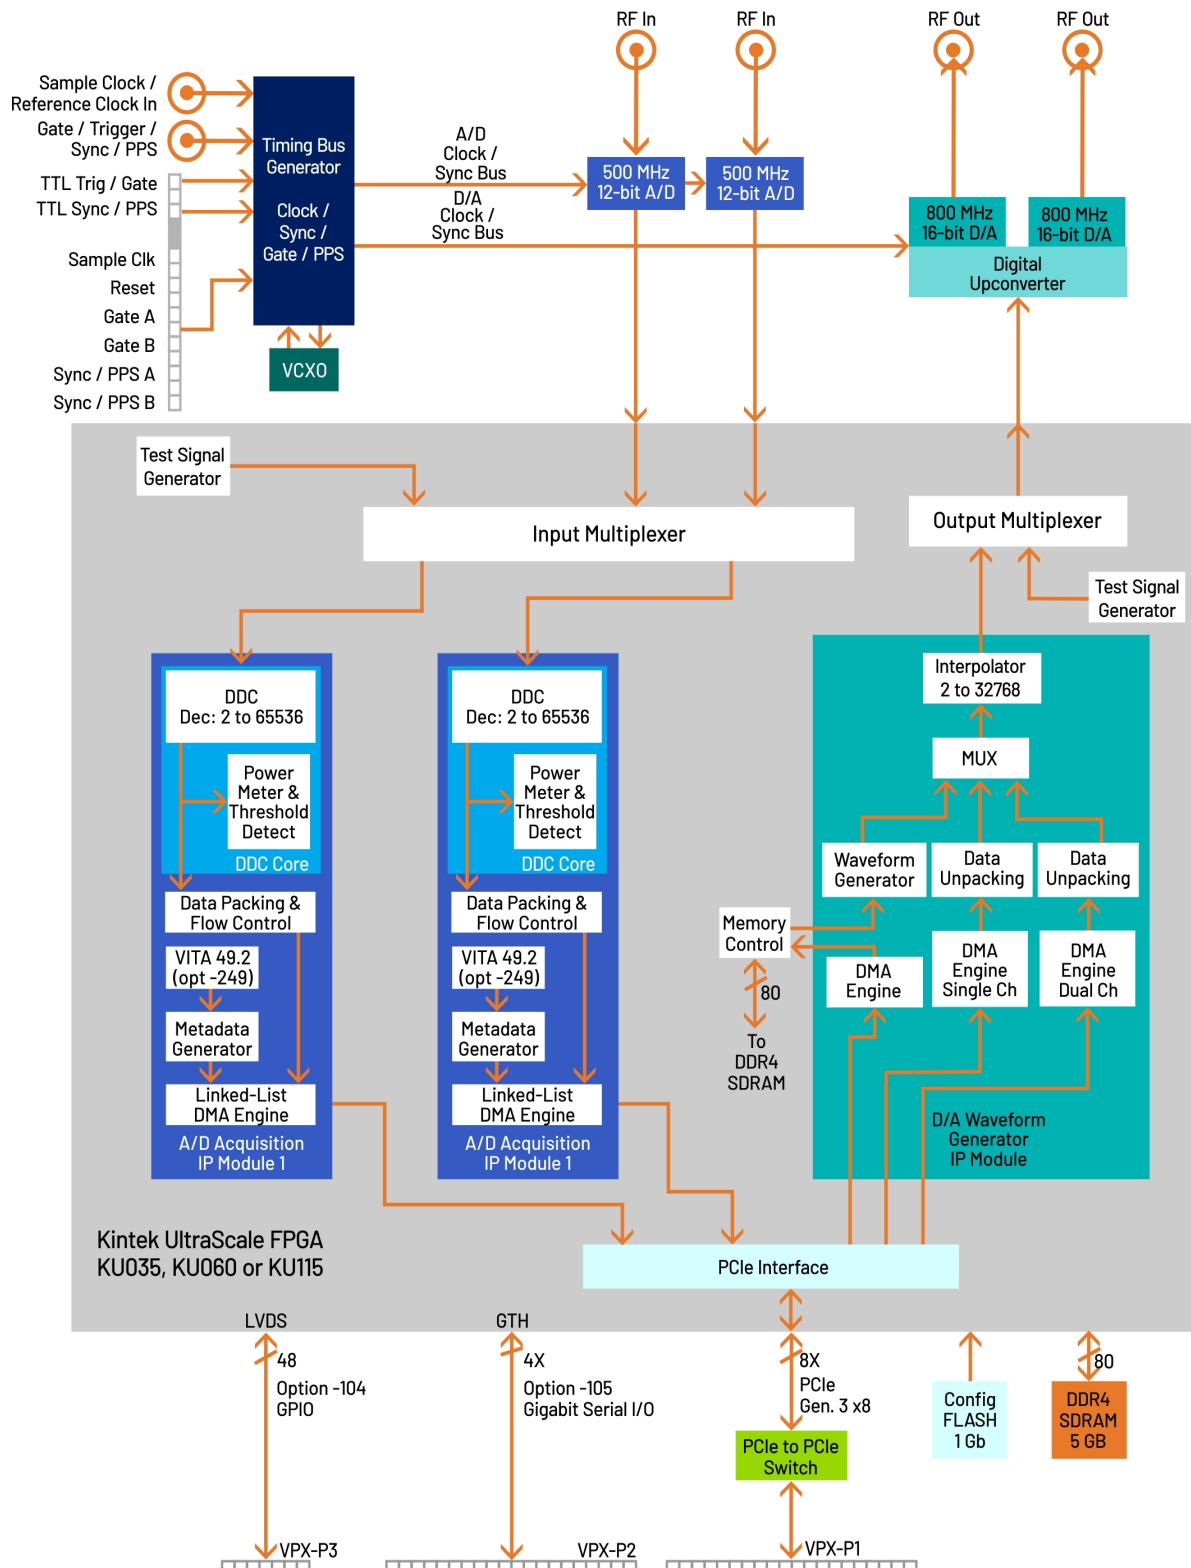 RF In
RF In
RF Out
RF Out
Sample Clock /
Reference Clock In
Gate / Trigger /
Sync / PPS
TTL Trig / Gate
TTL Sync / PPS
Sample Clk
Reset
Gate A
Gate B
Sync / PPS A
Sync / PPS B
Timing Bus
Generator
Clock /
Sync /
Gate / PPS
VCXO
A/D
Clock /
Sync Bus
D/A
Clock /
Sync Bus
500 MHz
12-bit A/D
500 MHz
12-bit A/D
800 MHz
16-bit D/A
800 MHz
16-bit D/A
Digital
Upconverter
Test Signal
Generator
Input Multiplexer
Output Multiplexer
Test Signal
Generator
DDC
Dec: 2 to 65536
Power
Meter &
Threshold
Detect
DDC Core
Data Packing &
Flow Control
VITA 49.2
(opt -249)
Metadata
Generator
Linked-List
DMA Engine
A/D Acquisition
IP Module 1
DDC
Dec: 2 to 65536
Power
Meter &
Threshold
Detect
DDC Core
Data Packing &
Flow Control
VITA 49.2
(opt -249)
Metadata
Generator
Linked-List
DMA Engine
A/D Acquisition
IP Module 1
Interpolator
2 to 32768
MUX
Waveform
Generator
Data
Unpacking
Data
Unpacking
Memory
Control
80
To
DDR4
SDRAM
DMA
Engine
DMA
Engine
Single Ch
DMA
Engine
Dual Ch
D/A Waveform
Generator
IP Module
Kintek UltraScale FPGA
KU035, KU060 or KU115
PCIe Interface
LVDS
48
Option -104
GPIO
GTH
4X
Option -105
Gigabit Serial I/O
8X
PCIe
Gen. 3 x8
PCIe to PCIe
Switch
Config
FLASH
1 Gb
80
DDR4
SDRAM
5 GB
VPX-P3
VPX-P2
VPX-P1